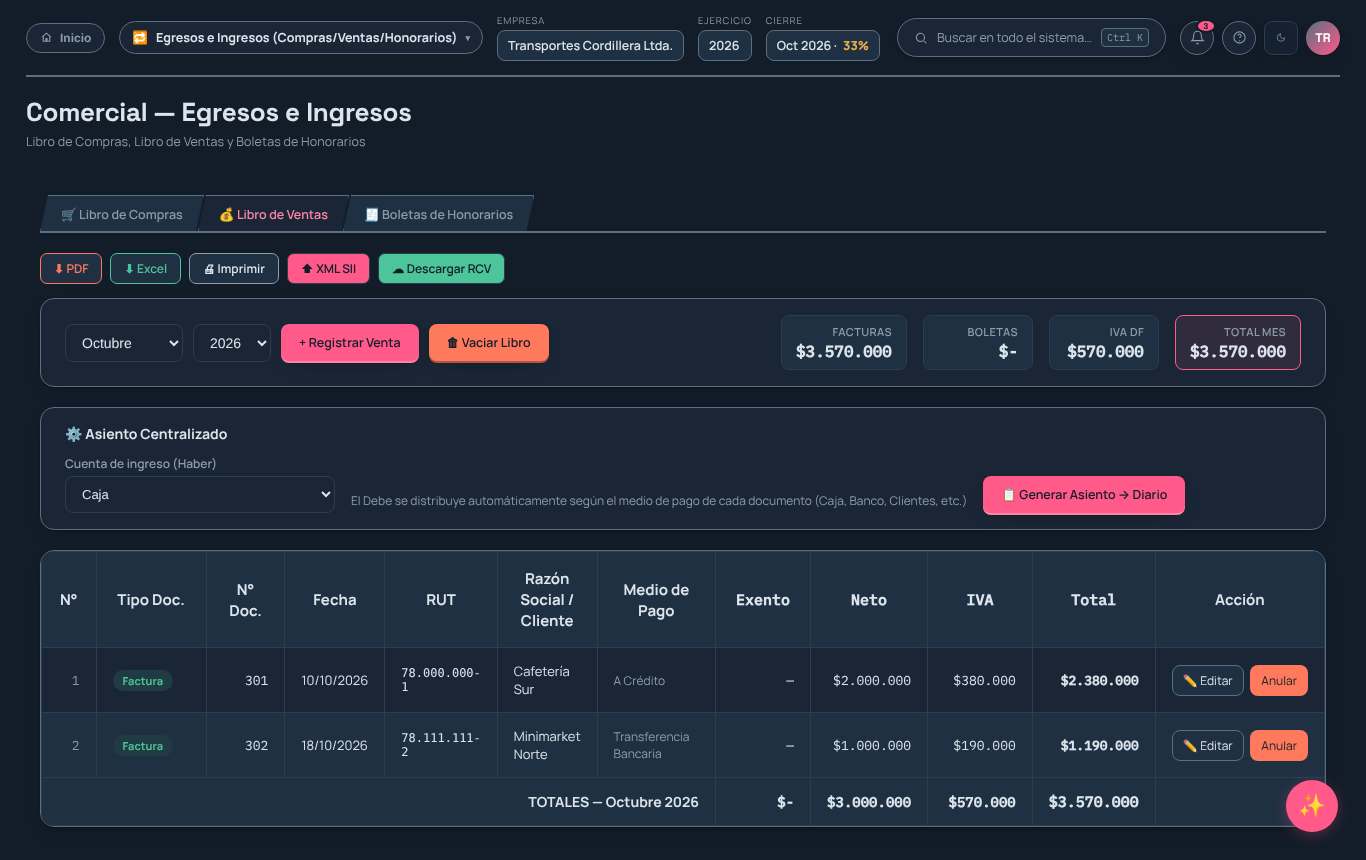 Inicio
Egresos e Ingresos (Compras/Ventas/Honorarios)
EMPRESA
Transportes Cordillera Ltda.
EJERCICIO
2026
CIERRE
Oct 2026 · 33%
Buscar en todo el sistema...
Ctrl K
3
TR
Comercial — Egresos e Ingresos
Libro de Compras, Libro de Ventas y Boletas de Honorarios
Libro de Compras
Libro de Ventas
Boletas de Honorarios
PDF
Excel
Imprimir
XML SII
Descargar RCV
Octubre
2026
+ Registrar Venta
Vaciar Libro
FACTURAS
$3.570.000
BOLETAS
$-
IVA DF
$570.000
TOTAL MES
$3.570.000
Asiento Centralizado
Cuenta de ingreso (Haber)
Caja
El Debe se distribuye automáticamente según el medio de pago de cada documento (Caja, Banco, Clientes, etc.)
Generar Asiento → Diario
N° Tipo Doc. N° Doc. Fecha RUT Razón Social / Cliente Medio de Pago Exento Neto IVA Total Acción
1 Factura 301 10/10/2026 78.000.000-1 Cafetería Sur A Crédito — $2.000.000 $380.000 $2.380.000 Editar Anular
2 Factura 302 18/10/2026 78.111.111-2 Minimarket Norte Transferencia Bancaria — $1.000.000 $190.000 $1.190.000 Editar Anular
TOTALES — Octubre 2026 $- $3.000.000 $570.000 $3.570.000